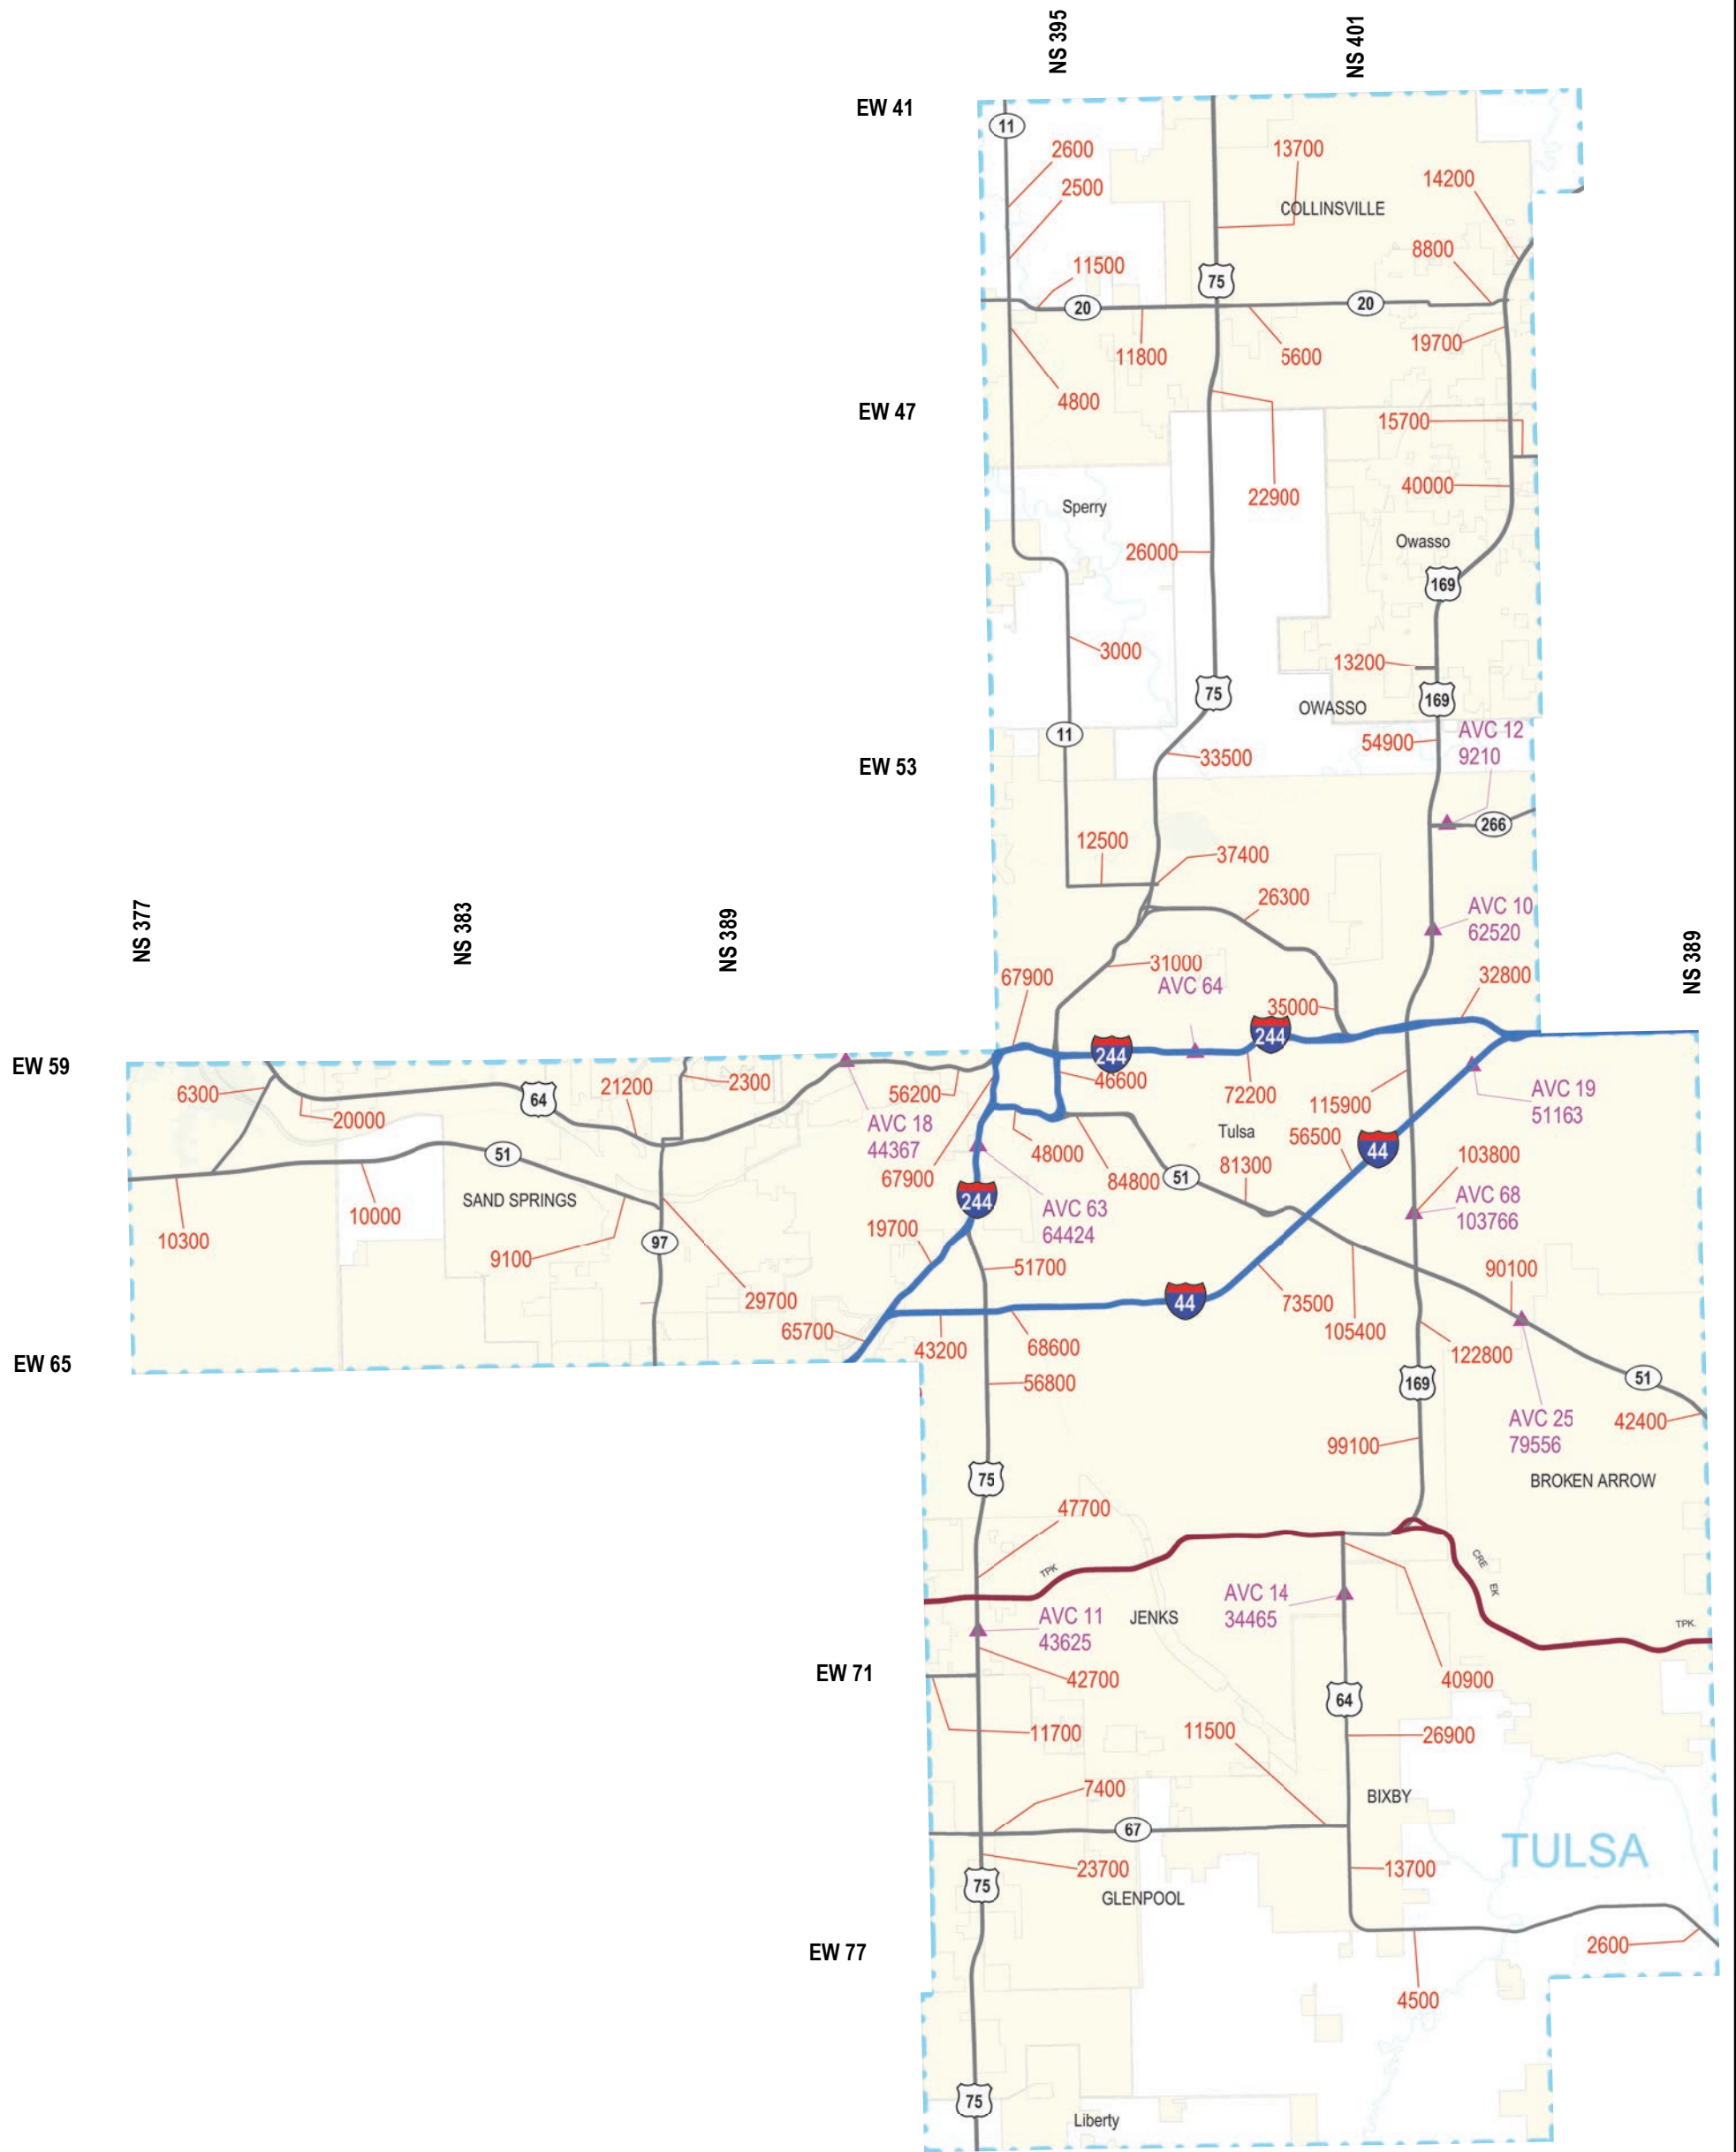 NS 395
NS 401
EW 41
11
2600
13700
14200
2500
COLLINSVILLE
8800
11500
75
20
20
19700
11800
5600
4800
EW 47
15700
40000
22900
Sperry
Owasso
26000
169
3000
13200
75
169
OWASSO
11
AVC 12
9210
54900
33500
EW 53
266
12500
37400
26300
NS 377
NS 383
NS 389
AVC 10
62520
NS 389
31000
67900
32800
AVC 64
35000
244
244
EW 59
6300
20000
64
21200
2300
56200
46600
72200
115900
AVC 19
51163
AVC 18
44367
48000
Tulsa
56500
44
51
67900
84800
51
81300
103800
SAND SPRINGS
244
AVC 63
64424
AVC 68
103766
10000
10300
97
9100
19700
51700
90100
29700
44
73500
65700
43200
68600
105400
122800
EW 65
56800
169
51
AVC 25
79556
42400
99100
75
BROKEN ARROW
47700
TPK
CRE
EK
AVC 14
34465
AVC 11
43625
JENKS
TPK.
EW 71
42700
40900
64
11700
11500
26900
7400
BIXBY
67
TULSA
23700
13700
75
GLENPOOL
EW 77
2600
4500
75
Liberty